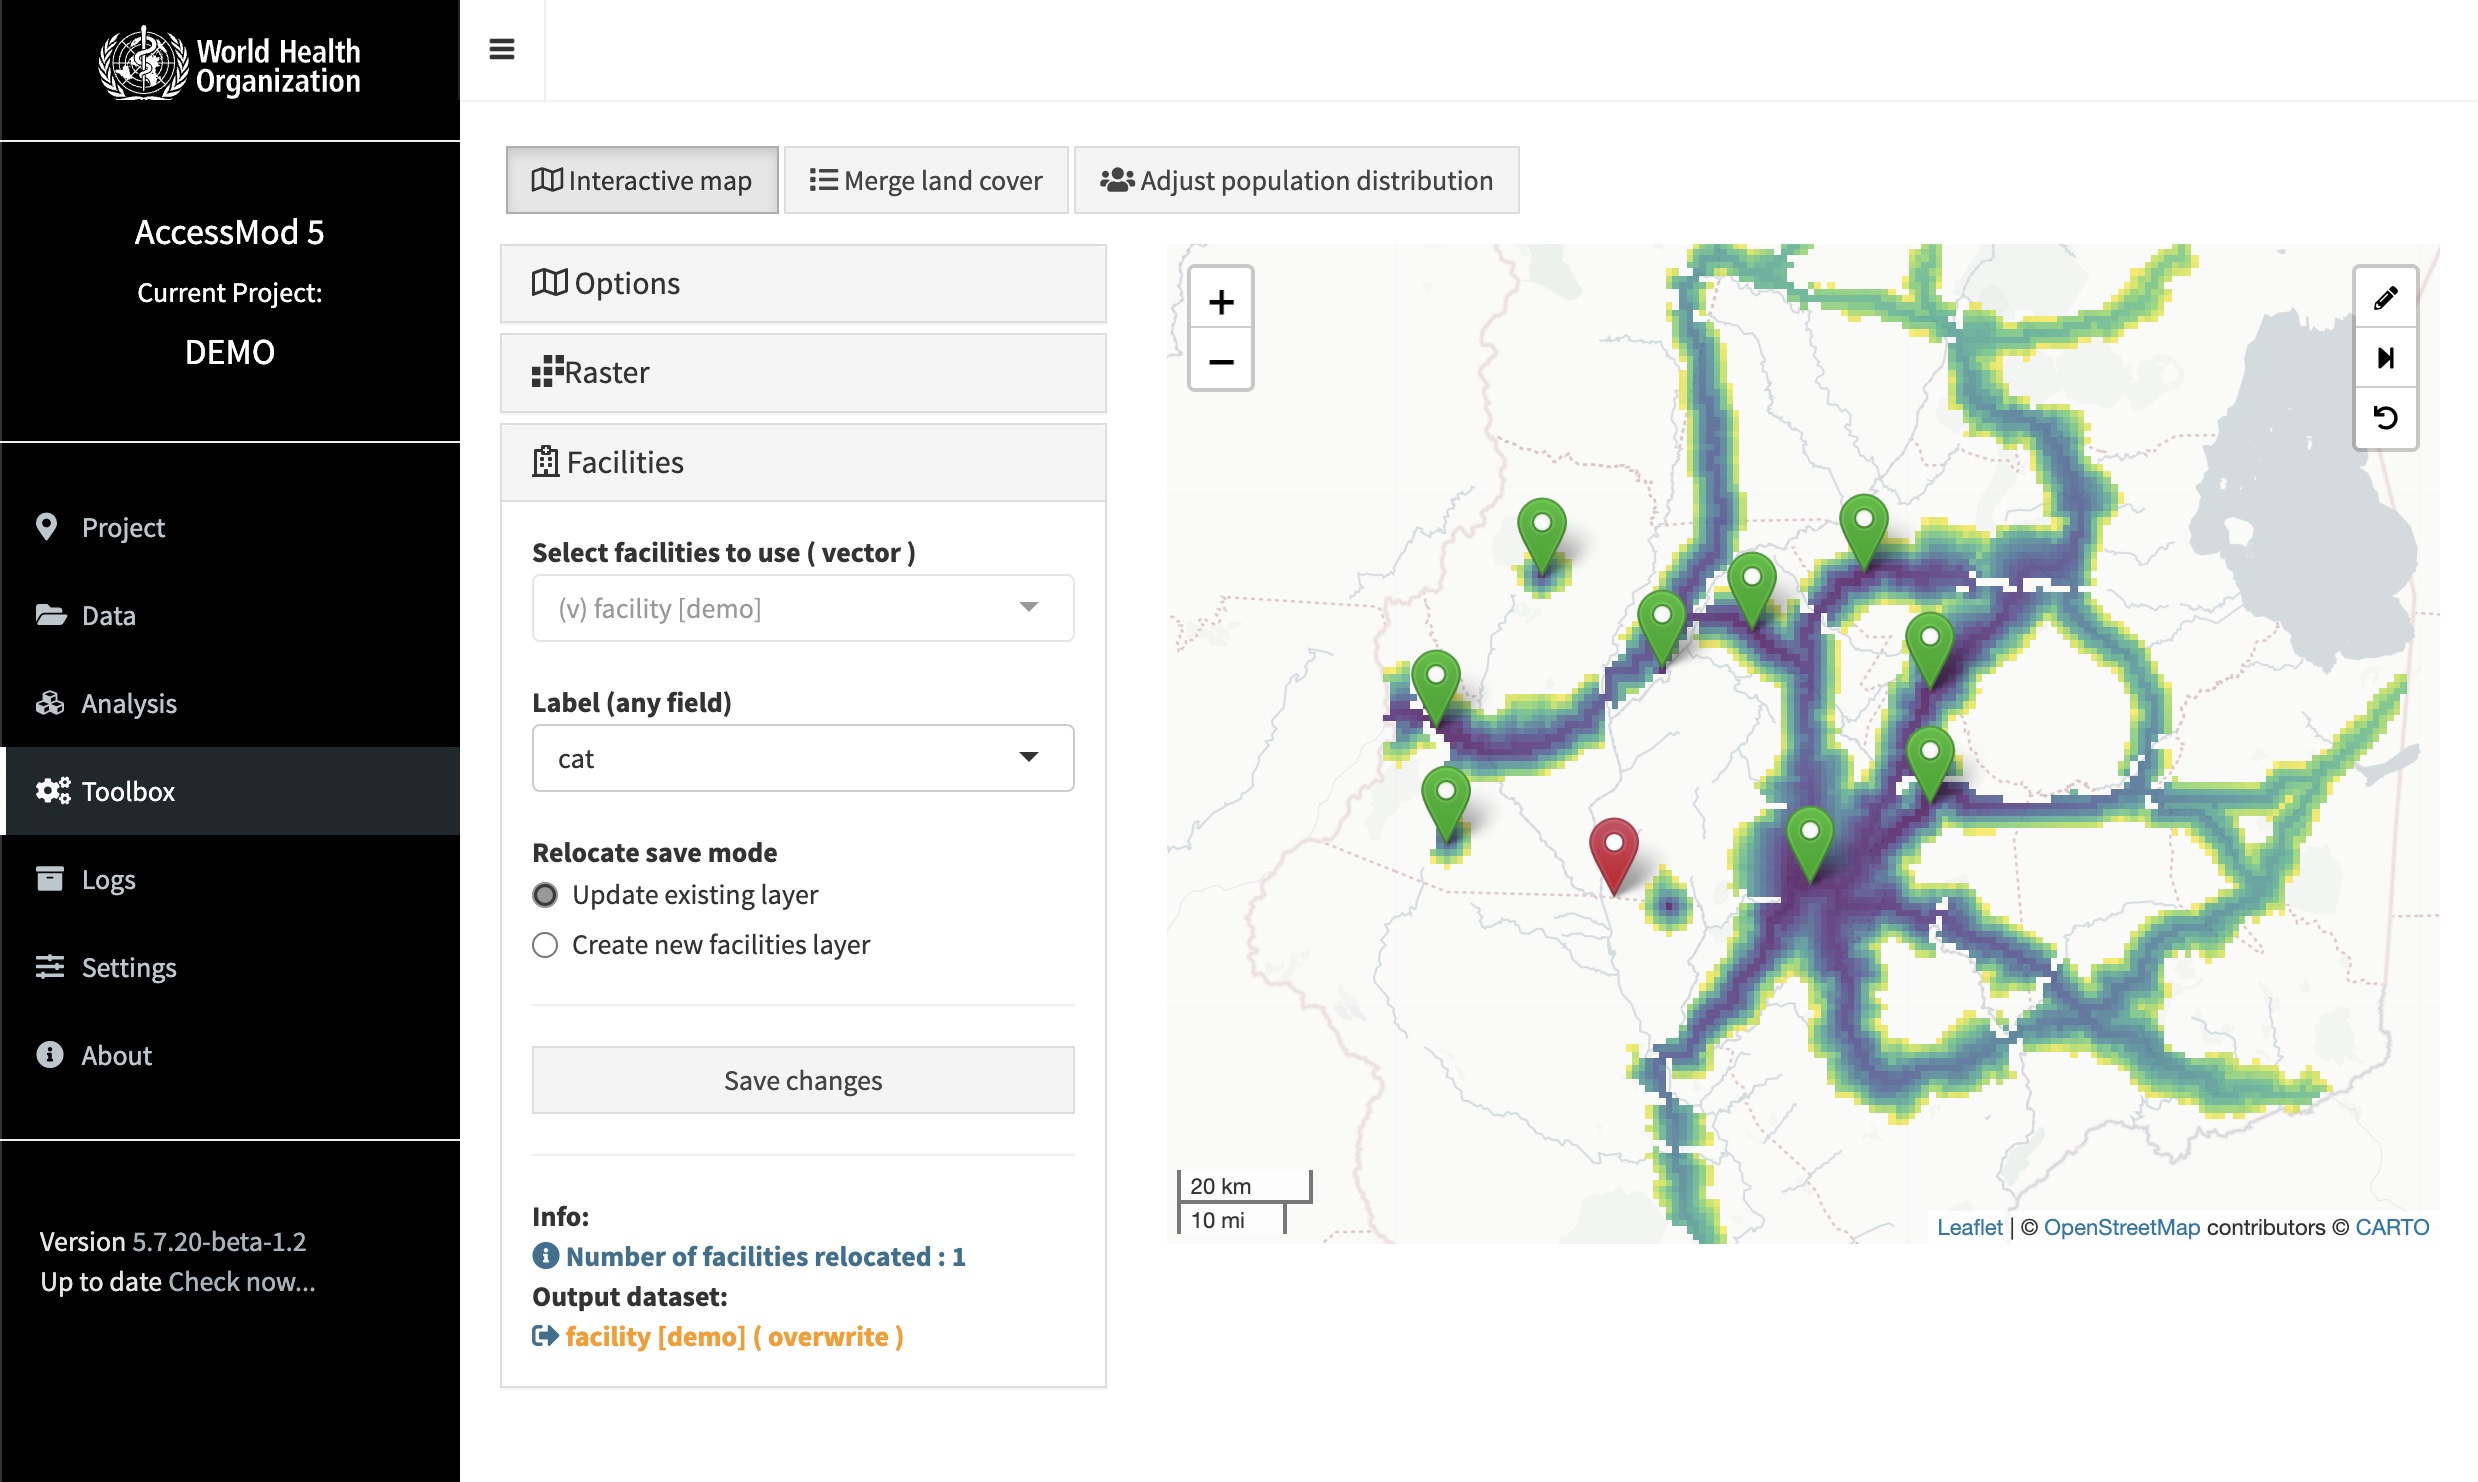 World Health
Organization
AccessMod 5
Current Project:
DEMO
Project
Data
Analysis
Toolbox
Logs
Settings
About
Version 5.7.20-beta-1.2
Up to date Check now...
Interactive map
Merge land cover
Adjust population distribution
Options
Raster
Facilities
Select facilities to use ( vector )
(v) facility [demo]
Label (any field)
cat
Relocate save mode
Update existing layer
Create new facilities layer
Save changes
Info:
Number of facilities relocated : 1
Output dataset:
facility [demo] ( overwrite )
+
−
20 km
10 mi
Leaflet | © OpenStreetMap contributors © CARTO